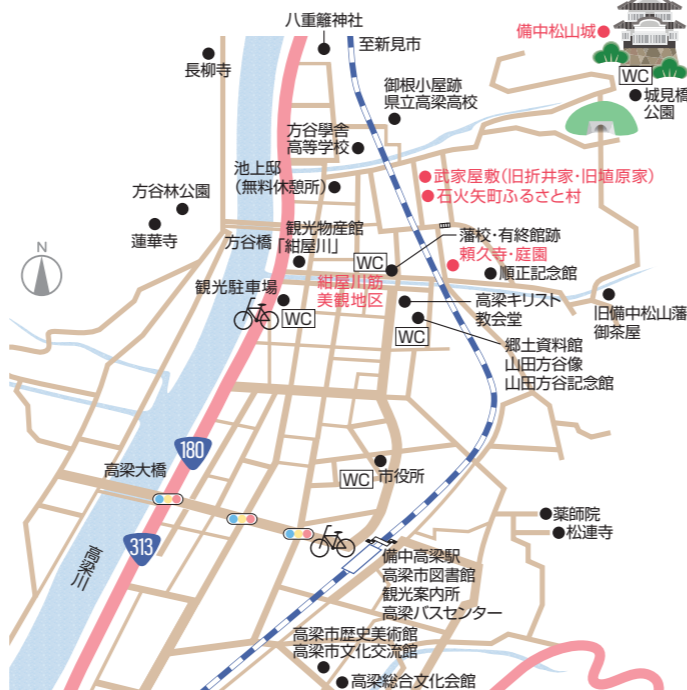 八重籬神社
至新見市
備中松山城
長柳寺
WC
城見橋
公園
御根小屋跡
県立高梁高校
方谷學舍
高等学校
池上邸
（無料休憩所）
武家屋敷(旧折井家・旧埴原家)
石火矢町ふるさと村
方谷林公園
蓮華寺
方谷橋
観光物産館
「紺屋川」
藩校・有終館跡
頼久寺・庭園
順正記念館
WC
N
観光駐車場
WC
紺屋川筋
美観地区
高梁キリスト
教会堂
WC
旧備中松山藩
御茶屋
郷土資料館
山田方谷像
山田方谷記念館
180
高梁大橋
市役所
WC
313
高梁川
薬師院
松連寺
備中高梁駅
高梁市図書館
観光案内所
高梁バスセンター
高梁市歴史美術館
高梁市文化交流館
高梁総合文化会館